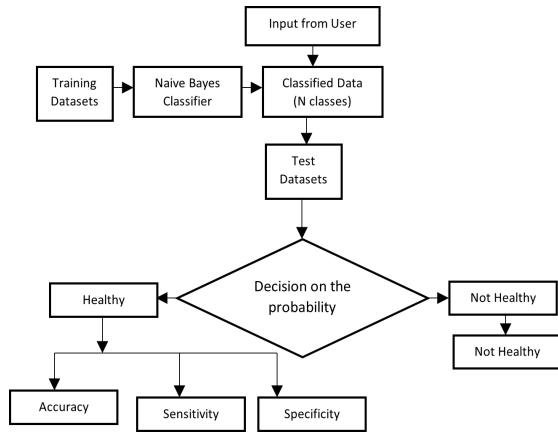 Input from User
Training
Datasets
Naive Bayes
Classifier
Classified Data
(N classes)
Test
Datasets
Decision on the
probability
Healthy
Not Healthy
Not Healthy
Accuracy
Sensitivity
Specificity